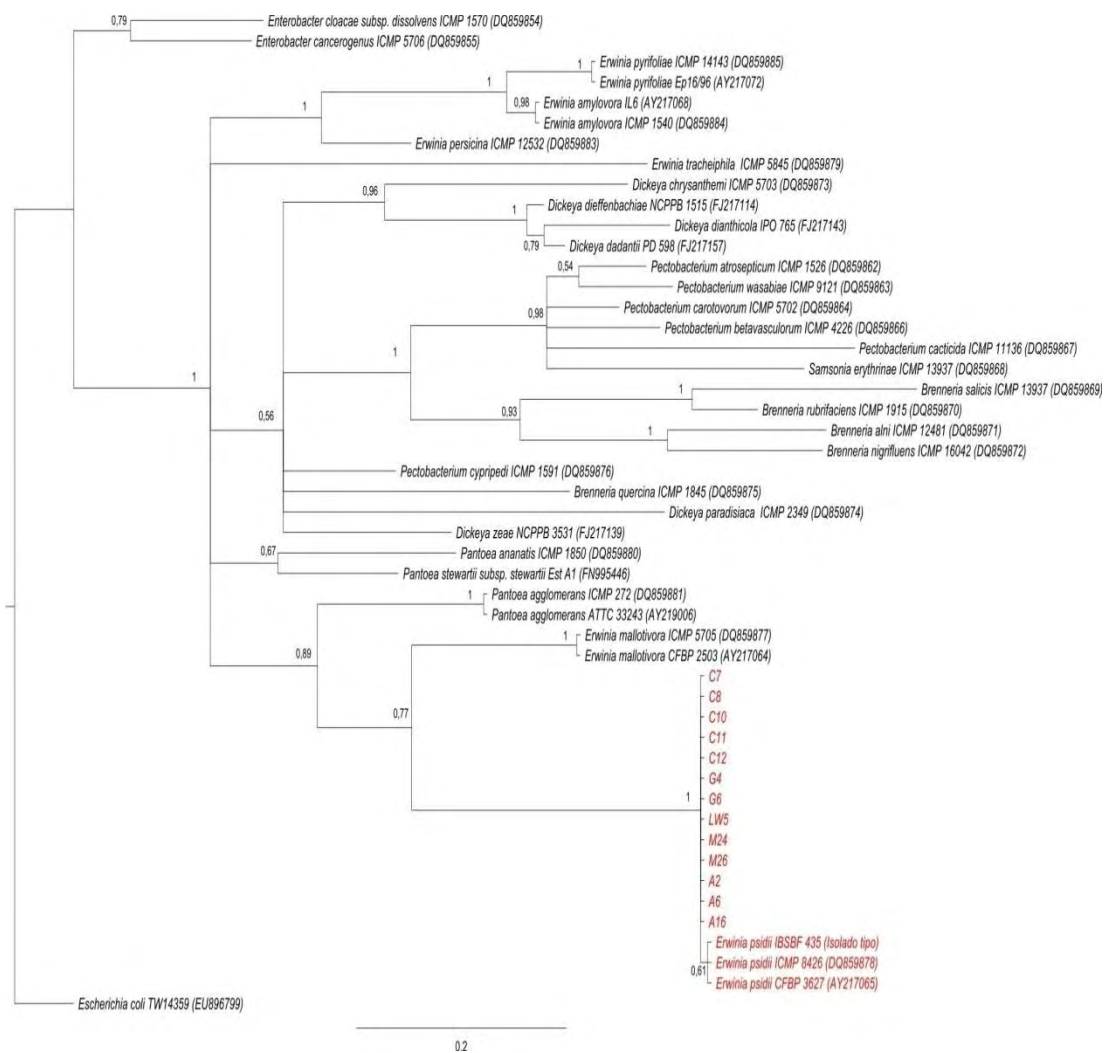 0,79
Enterobacter cloacae subsp. dissolvens ICMP 1570 (DQ859854)
Enterobacter cancerogenus ICMP 5706 (DQ859855)
1
Erwinia pyrifoliae ICMP 14143 (DQ859885)
1
Erwinia pyrifoliae Ep16/96 (AY217072)
0,98
Erwinia amylovora IL6 (AY217068)
1
Erwinia amylovora ICMP 1540 (DQ859884)
Erwinia persicina ICMP 12532 (DQ859883)
Erwinia tracheiphila ICMP 5845 (DQ859879)
0,96
Dickeya chrysanthemi ICMP 5703 (DQ859873)
1
Dickeya dieffenbachiae NCPPB 1515 (FJ217114)
Dickeya dianthicola IPO 765 (FJ217143)
0,79
Dickeya dadantii PD 598 (FJ217157)
0,54
Pectobacterium atrosepticum ICMP 1526 (DQ859862)
Pectobacterium wasabiae ICMP 9121 (DQ859863)
0,98
Pectobacterium carotovorum ICMP 5702 (DQ859864)
Pectobacterium betavasculorum ICMP 4226 (DQ859866)
1
Pectobacterium cacticida ICMP 11136 (DQ859867)
Samsonia erythrinae ICMP 13937 (DQ859868)
1
1
Brenneria salicis ICMP 13937 (DQ859869)
0,93
Brenneria rubrifaciens ICMP 1915 (DQ859870)
0,56
1
Brenneria alni ICMP 12481 (DQ859871)
Brenneria nigrifluens ICMP 16042 (DQ859872)
Pectobacterium cypripedi ICMP 1591 (DQ859876)
Brenneria quercina ICMP 1845 (DQ859875)
Dickeya paradisiaca ICMP 2349 (DQ859874)
Dickeya zeae NCPPB 3531 (FJ217139)
0,67
Pantoea ananatis ICMP 1850 (DQ859880)
Pantoea stewartii subsp. stewartii Est A1 (FN995446)
1
Pantoea agglomerans ICMP 272 (DQ859881)
Pantoea agglomerans ATTC 33243 (AY219006)
0,89
1
Erwinia mallotivora ICMP 5705 (DQ859877)
Erwinia mallotivora CFBP 2503 (AY217064)
0,77
C7
C8
C10
C11
C12
G4
1
G6
LW5
M24
M26
A2
A6
A16
Erwinia psidii IBSBF 435 (Isolado tipo)
0,61
Erwinia psidii ICMP 8426 (DQ859878)
Erwinia psidii CFBP 3627 (AY217065)
Escherichia coli TW14359 (EU896799)
0.2